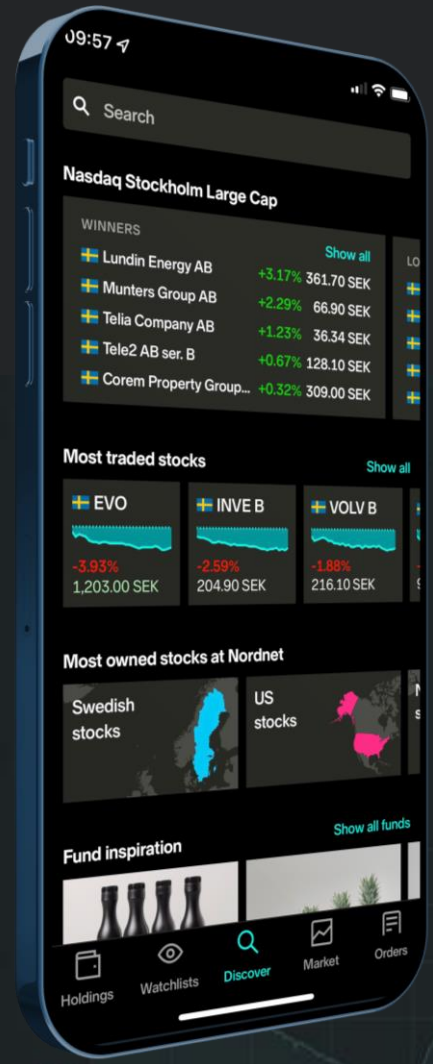 09:57
Search
Nasdaq Stockholm Large Cap
WINNERS
Show all
Lundin Energy AB +3.17% 361.70 SEK
Munters Group AB +2.29% 66.90 SEK
Telia Company AB +1.23% 36.34 SEK
Tele2 AB ser. B +0.67% 128.10 SEK
Corem Property Group... +0.32% 309.00 SEK
LO
Most traded stocks
Show all
EVO
-3.93%
1,203.00 SEK
INVE B
-2.59%
204.90 SEK
VOLV B
-1.88%
216.10 SEK
Most owned stocks at Nordnet
Swedish
stocks
US
stocks
Fund inspiration
Show all funds
Holdings
Watchlists
Discover
Market
Orders